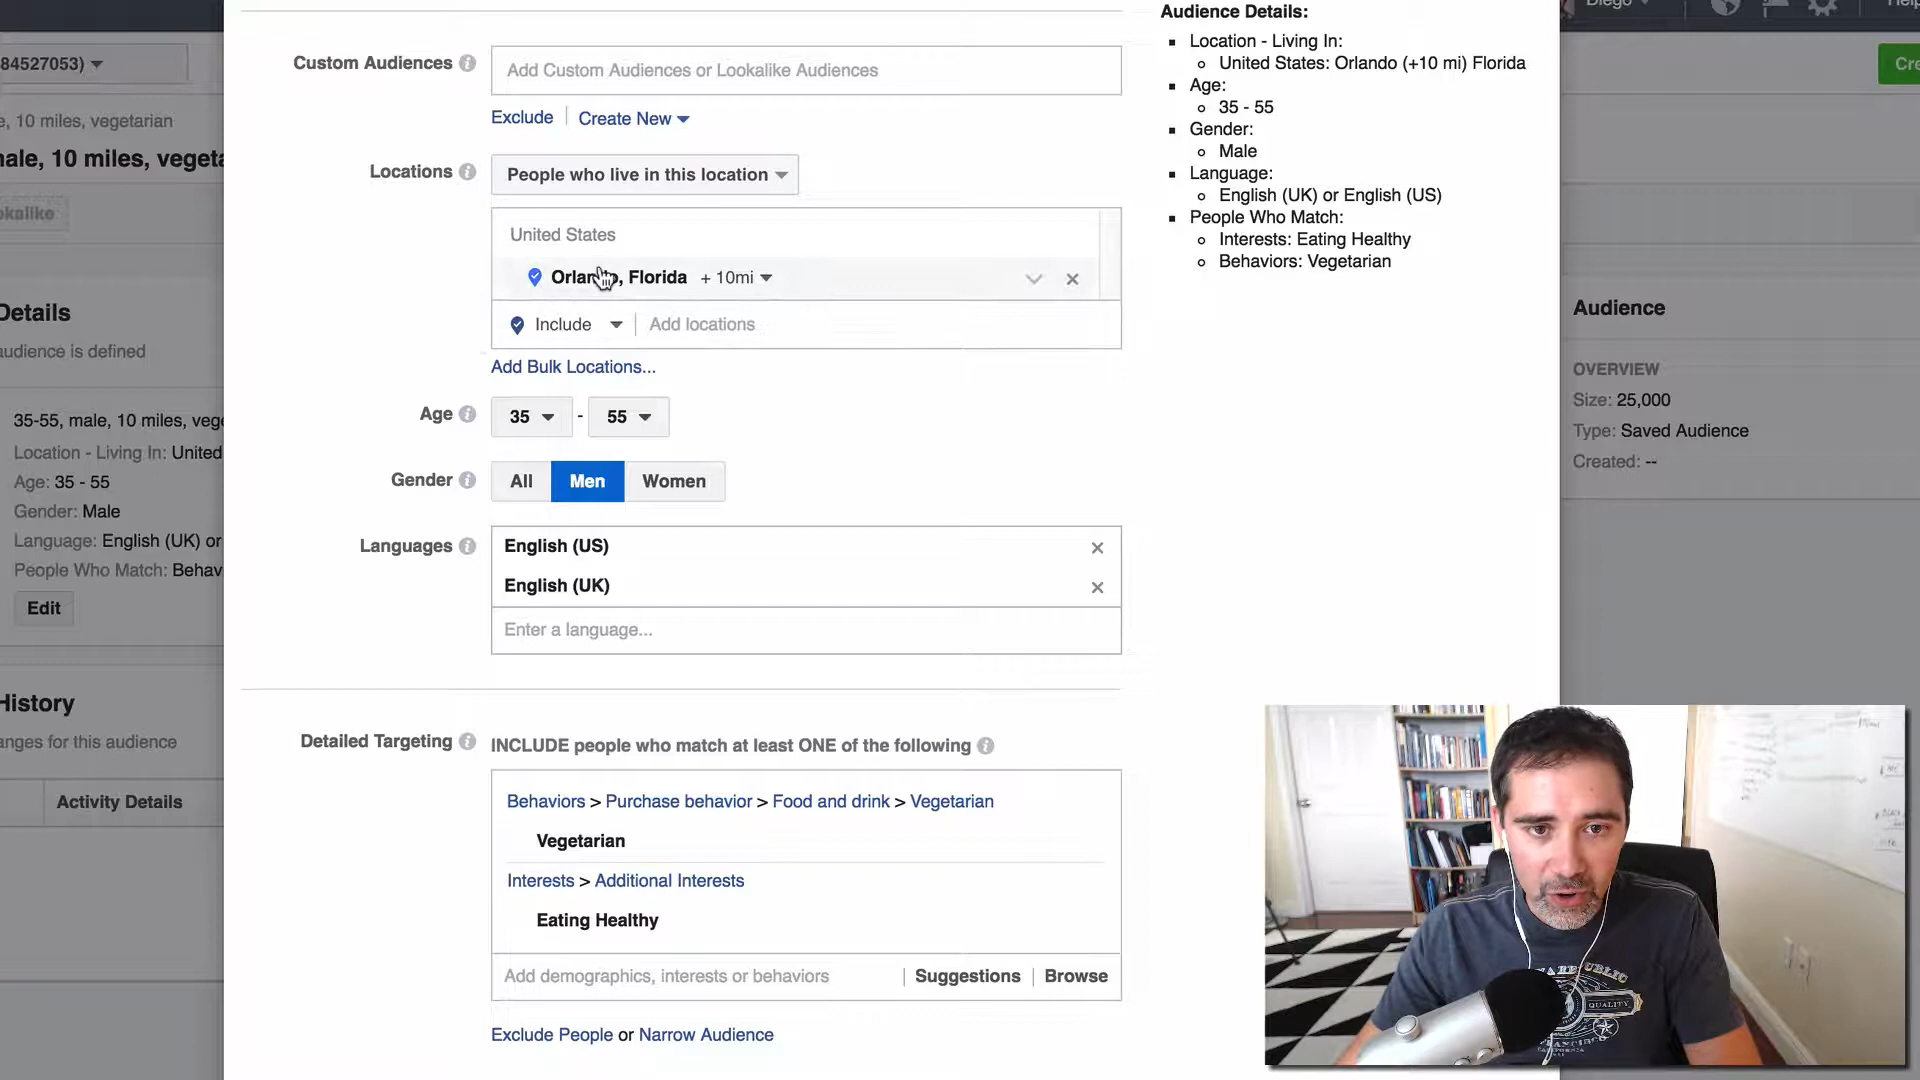 Diego
Help
84527053)
Cre
e, 10 miles, vegetarian
nale, 10 miles, vegeta
okalike
Details
audience is defined
35-55, male, 10 miles, vege
Location - Living In: United
Age: 35 - 55
Gender: Male
Language: English (UK) or
People Who Match: Behav
Edit
History
anges for this audience
Activity Details
Custom Audiences
Add Custom Audiences or Lookalike Audiences
Exclude
Create New
Locations
People who live in this location
United States
Orlando, Florida + 10mi
Include
Add locations
Add Bulk Locations...
Age
35 - 55
Gender
All Men Women
Languages
English (US)
English (UK)
Enter a language...
Detailed Targeting
INCLUDE people who match at least ONE of the following
Behaviors > Purchase behavior > Food and drink > Vegetarian
Vegetarian
Interests > Additional Interests
Eating Healthy
Add demographics, interests or behaviors
Suggestions
Browse
Exclude People or Narrow Audience
Audience Details:
Location - Living In:
United States: Orlando (+10 mi) Florida
Age:
35 - 55
Gender:
Male
Language:
English (UK) or English (US)
People Who Match:
Interests: Eating Healthy
Behaviors: Vegetarian
Audience
OVERVIEW
Size: 25,000
Type: Saved Audience
Created: --
QUALITY